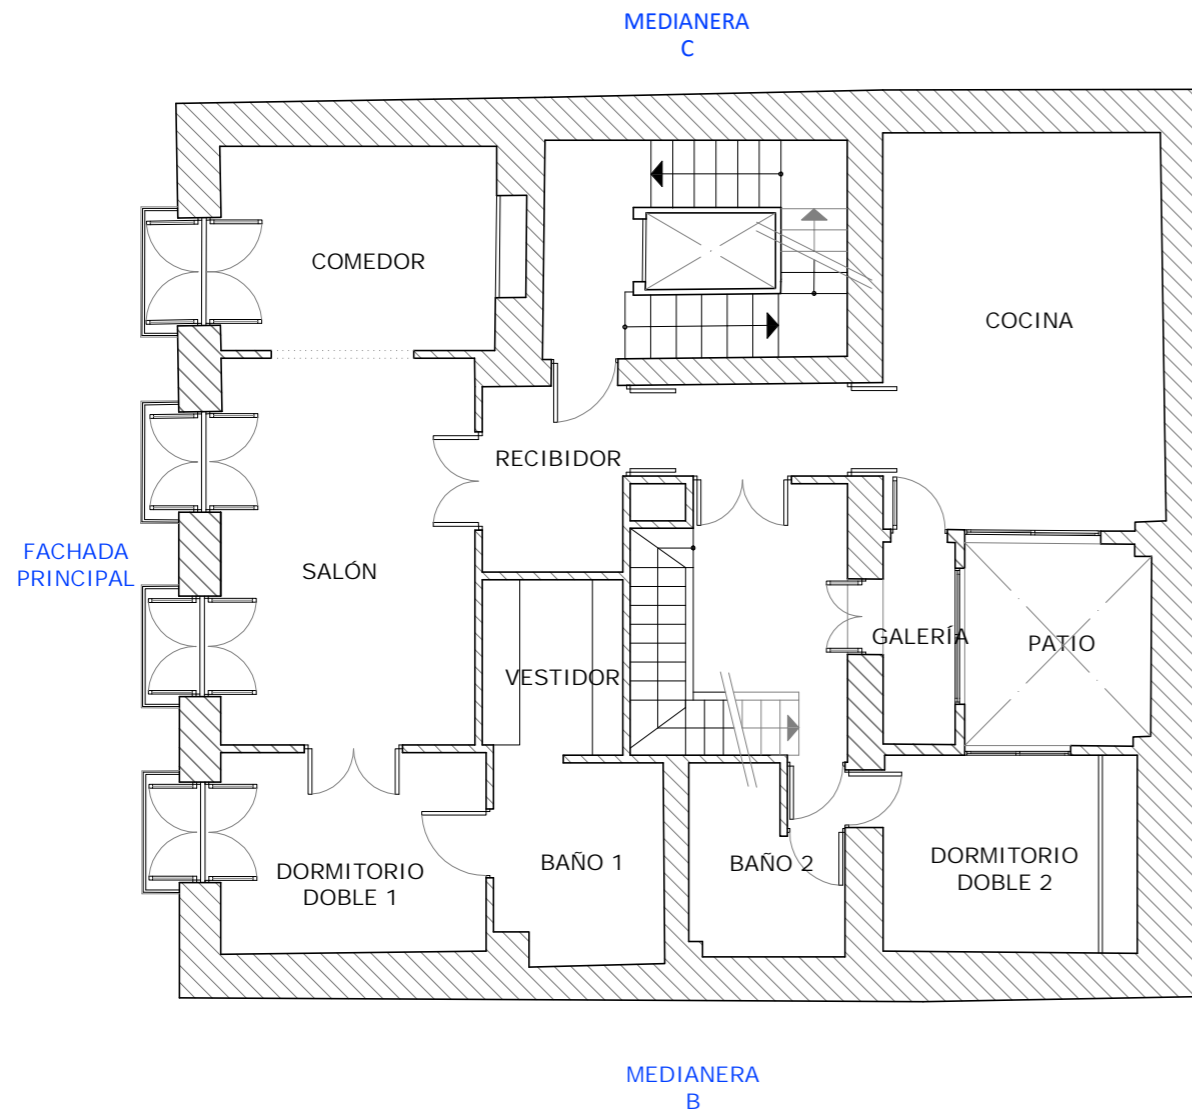 MEDIANERA
C
COMEDOR
COCINA
RECIBIDOR
FACHADA
PRINCIPAL
SALÓN
GALERÍA
PATIO
VESTIDOR
DORMITORIO
DOBLE 1
BAÑO 1
BAÑO 2
DORMITORIO
DOBLE 2
MEDIANERA
B